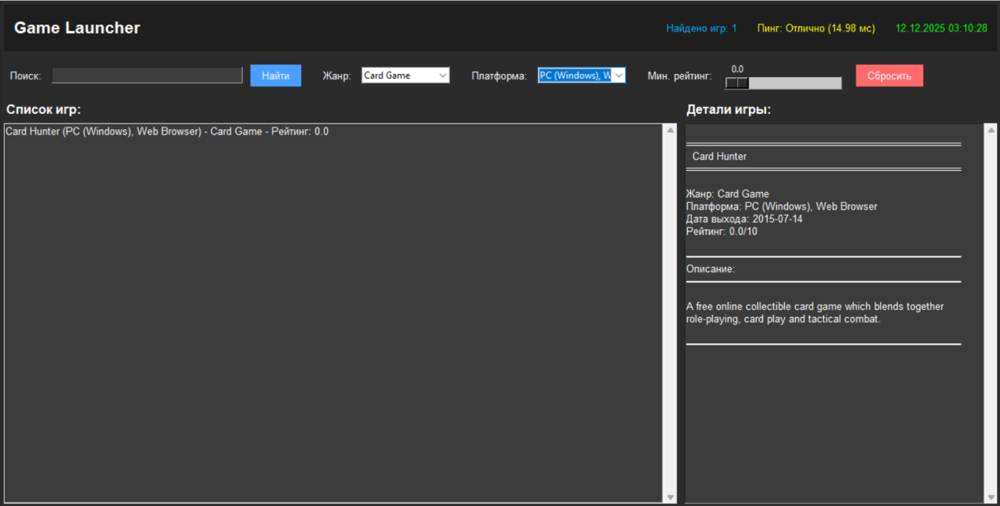 Game Launcher
Найдено игр: 1
Пинг: Отлично (14.98 мс)
12.12.2025 03:10:28
Поиск:
Найти
Жанр:
Card Game
Платформа:
PC (Windows), W
Мин. рейтинг:
0.0
Сбросить
Список игр:
Card Hunter (PC (Windows), Web Browser) - Card Game - Рейтинг: 0.0
Детали игры:
Card Hunter
Жанр: Card Game
Платформа: PC (Windows), Web Browser
Дата выхода: 2015-07-14
Рейтинг: 0.0/10
Описание:
A free online collectible card game which blends together
role-playing, card play and tactical combat.